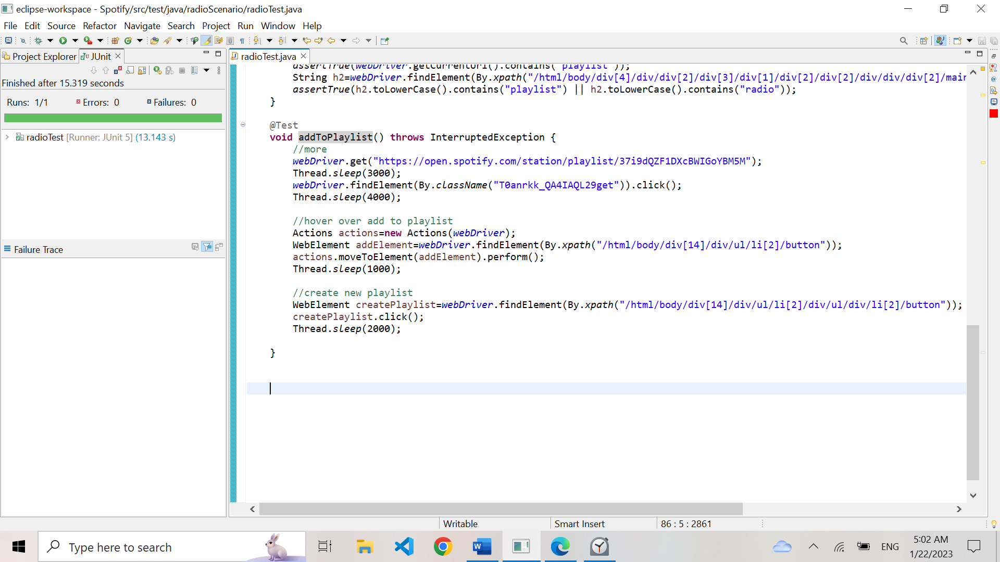 eclipse-workspace - Spotify/src/test/java/radioScenario/radioTest.java
File Edit Source Refactor Navigate Search Project Run Window Help
Project Explorer JUnit
radioTest.java
Finished after 15.319 seconds
Runs: 1/1 Errors: 0 Failures: 0
radioTest [Runner: JUnit 5] (13.143 s)
Failure Trace
assertTrue(webDriver.getCurrentUrl().contains("playlist"));
String h2=webDriver.findElement(By.xpath("/html/body/div[4]/div/div[2]/div[3]/div[1]/div[2]/div[2]/div/div/div[2]/main
assertTrue(h2.toLowerCase().contains("playlist") || h2.toLowerCase().contains("radio"));
}
@Test
void addToPlaylist() throws InterruptedException {
//more
webDriver.get("https://open.spotify.com/station/playlist/37i9dQZF1DXcBWIGoYBM5M");
Thread.sleep(3000);
webDriver.findElement(By.className("T0anrkk_QA4IAQL29get")).click();
Thread.sleep(4000);
//hover over add to playlist
Actions actions=new Actions(webDriver);
WebElement addElement=webDriver.findElement(By.xpath("/html/body/div[14]/div/ul/li[2]/button"));
actions.moveToElement(addElement).perform();
Thread.sleep(1000);
//create new playlist
WebElement createPlaylist=webDriver.findElement(By.xpath("/html/body/div[14]/div/ul/li[2]/div/ul/div/li[2]/button"));
createPlaylist.click();
Thread.sleep(2000);
}
Writable Smart Insert 86 : 5 : 2861
Type here to search
ENG
5:02 AM
1/22/2023